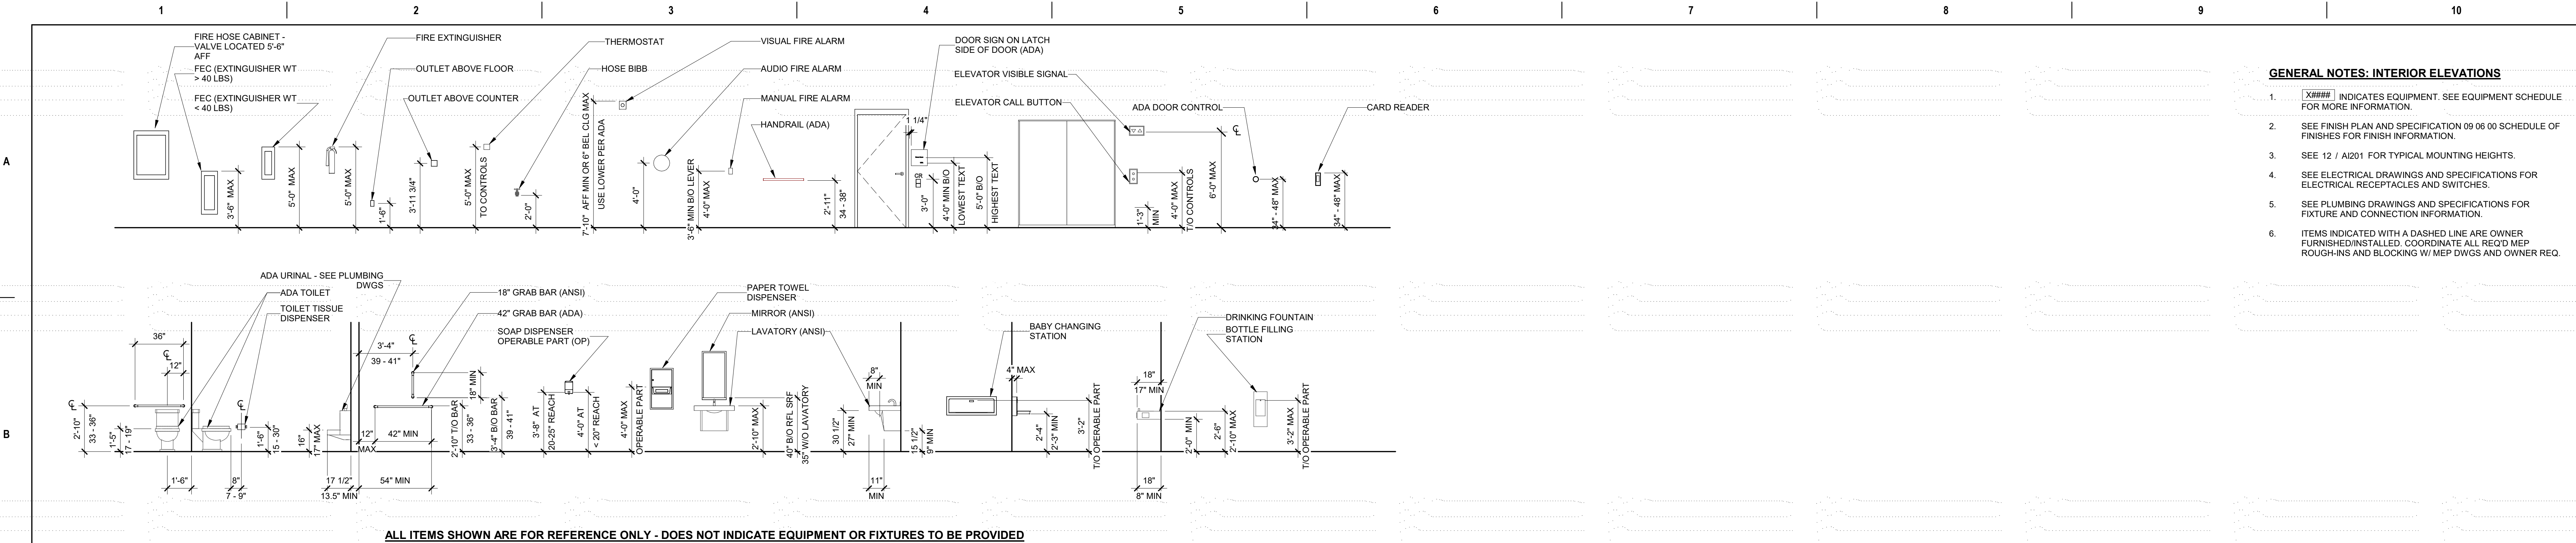 1 2 3 4 5 6 7 8 9 10
A
B
FIRE HOSE CABINET -
VALVE LOCATED 5'-6"
AFF
FEC (EXTINGUISHER WT
> 40 LBS)
FEC (EXTINGUISHER WT
< 40 LBS)
FIRE EXTINGUISHER
OUTLET ABOVE FLOOR
OUTLET ABOVE COUNTER
THERMOSTAT
HOSE BIBB
VISUAL FIRE ALARM
AUDIO FIRE ALARM
MANUAL FIRE ALARM
HANDRAIL (ADA)
DOOR SIGN ON LATCH
SIDE OF DOOR (ADA)
ELEVATOR VISIBLE SIGNAL
ELEVATOR CALL BUTTON
ADA DOOR CONTROL
CARD READER
3'-6" MAX
5'-0" MAX
5'-0" MAX
1'-6"
3'-11 3/4"
5'-0" MAX
TO CONTROLS
2'-0"
7'-10" AFF MIN OR 6" BEL CLG MAX
USE LOWER PER ADA
4'-0"
3'-6" MIN B/O LEVER
4'-0" MAX
2'-11"
34 - 38"
1 1/4"
CR
3'-0"
4'-0" MIN B/O
LOWEST TEXT
5'-0" B/O
HIGHEST TEXT
1'-3"
MIN
4'-0" MAX
T/O CONTROLS
6'-0" MAX
34" - 48" MAX
34" - 48" MAX
ADA URINAL - SEE PLUMBING
DWGS
ADA TOILET
TOILET TISSUE
DISPENSER
18" GRAB BAR (ANSI)
42" GRAB BAR (ADA)
SOAP DISPENSER
OPERABLE PART (OP)
PAPER TOWEL
DISPENSER
MIRROR (ANSI)
LAVATORY (ANSI)
BABY CHANGING
STATION
DRINKING FOUNTAIN
BOTTLE FILLING
STATION
36"
12"
2'-10"
33 - 36"
1'-5"
17 - 19"
1'-6"
8"
7 - 9"
1'-6"
15 - 30"
16"
17" MAX
17 1/2"
13.5" MIN
3'-4"
39 - 41"
12"
MAX
42" MIN
54" MIN
18" MIN
2'-10" T/O BAR
33 - 36"
3'-4" B/O BAR
39 - 41"
3'-8" AT
20-25" REACH
4'-0" AT
< 20" REACH
4'-0" MAX
OPERABLE PART
2'-10" MAX
40" B/O RFL SRF
35" W/O LAVATORY
8"
MIN
30 1/2"
27" MIN
11"
MIN
15 1/2"
9" MIN
4" MAX
2'-4"
2'-3" MIN
3'-2"
T/O OPERABLE PART
18"
17" MIN
18"
8" MIN
2'-0" MIN
2'-6"
2'-10" MAX
3'-2" MAX
T/O OPERABLE PART
ALL ITEMS SHOWN ARE FOR REFERENCE ONLY - DOES NOT INDICATE EQUIPMENT OR FIXTURES TO BE PROVIDED
GENERAL NOTES: INTERIOR ELEVATIONS
1. X#### INDICATES EQUIPMENT. SEE EQUIPMENT SCHEDULE
FOR MORE INFORMATION.
2. SEE FINISH PLAN AND SPECIFICATION 09 06 00 SCHEDULE OF
FINISHES FOR FINISH INFORMATION.
3. SEE 12 / AI201 FOR TYPICAL MOUNTING HEIGHTS.
4. SEE ELECTRICAL DRAWINGS AND SPECIFICATIONS FOR
ELECTRICAL RECEPTACLES AND SWITCHES.
5. SEE PLUMBING DRAWINGS AND SPECIFICATIONS FOR
FIXTURE AND CONNECTION INFORMATION.
6. ITEMS INDICATED WITH A DASHED LINE ARE OWNER
FURNISHED/INSTALLED. COORDINATE ALL REQ'D MEP
ROUGH-INS AND BLOCKING W/ MEP DWGS AND OWNER REQ.